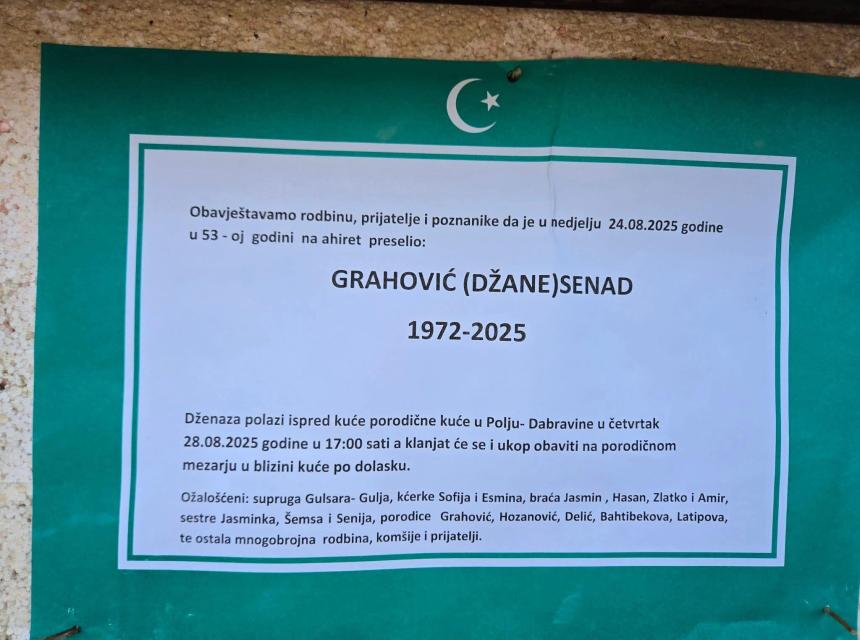 Obavještavamo rodbinu, prijatelje i poznanike da je u nedjelju 24.08.2025 godine
u 53 - oj godini na ahiret preselio:
GRAHOVIĆ (DŽANE)SENAD
1972-2025
Dženaza polazi ispred kuće porodične kuće u Polju- Dabravine u četvrtak
28.08.2025 godine u 17:00 sati a klanjat će se i ukop obaviti na porodičnom
mezarju u blizini kuće po dolasku.
Ožalošćeni: supruga Gulsara- Gulja, kćerke Sofija i Esmina, braća Jasmin , Hasan, Zlatko i Amir,
sestre Jasminka, Šemsa i Senija, porodice Grahović, Hozanović, Delić, Bahtibekova, Latipova,
te ostala mnogobrojna rodbina, komšije i prijatelji.